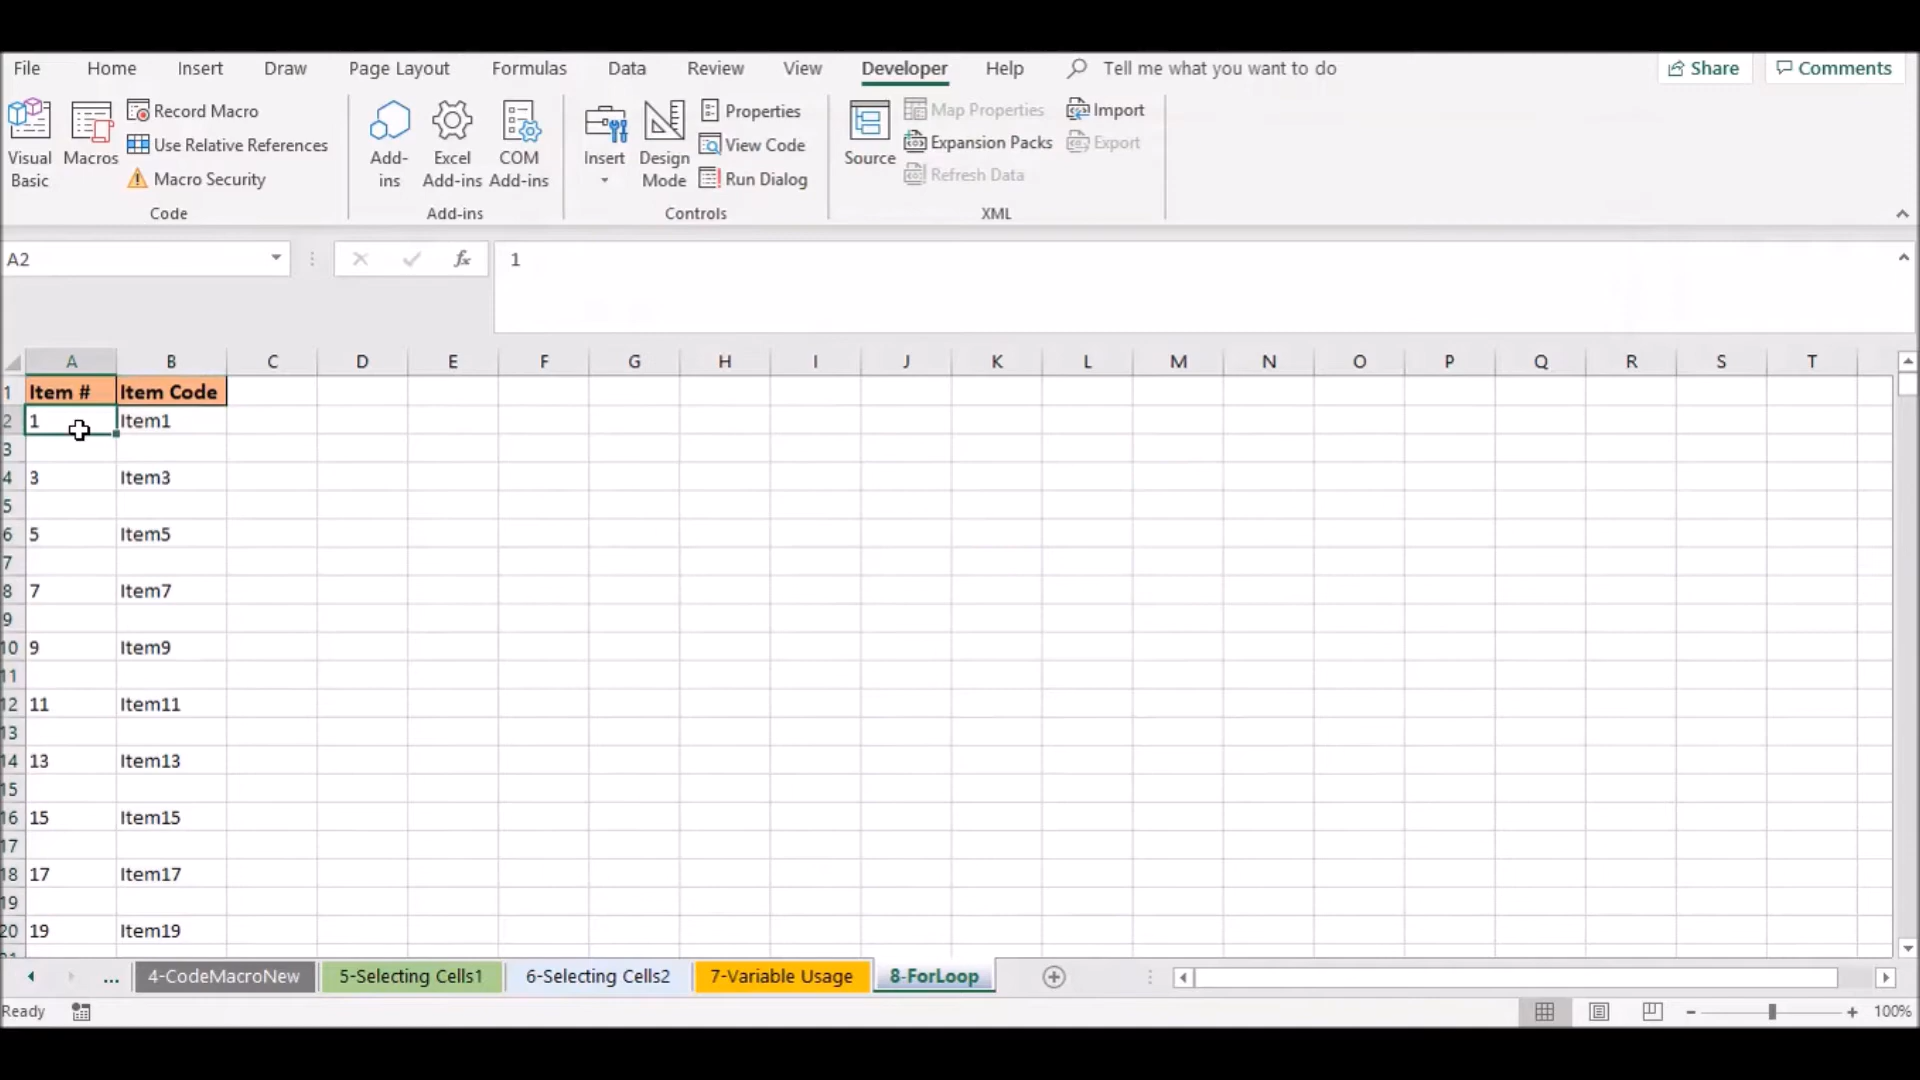 File Home Insert Draw Page Layout Formulas Data Review View Developer Help Tell me what you want to do Share Comments
Visual Basic
Macros
Record Macro
Use Relative References
Macro Security
Code
Add-ins
Excel Add-ins
COM Add-ins
Add-ins
Insert
Design Mode
Properties
View Code
Run Dialog
Controls
Source
Map Properties
Expansion Packs
Refresh Data
Import
Export
XML
A2 fx 1
A B C D E F G H I J K L M N O P Q R S T
1 Item # Item Code
2 1 Item1
3
4 3 Item3
5
6 5 Item5
7
8 7 Item7
9
10 9 Item9
11
12 11 Item11
13
14 13 Item13
15
16 15 Item15
17
18 17 Item17
19
20 19 Item19
... 4-CodeMacroNew 5-Selecting Cells1 6-Selecting Cells2 7-Variable Usage 8-ForLoop
Ready 100%